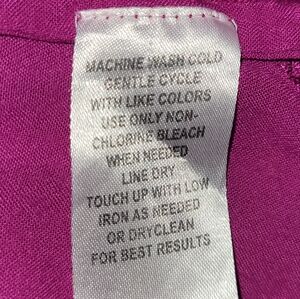 MACHINE WASH COLD
GENTLE CYCLE
WITH LIKE COLORS
USE ONLY NON-
CHLORINE BLEACH
WHEN NEEDED
LINE DRY
TOUCH UP WITH LOW
IRON AS NEEDED
OR DRYCLEAN
FOR BEST RESULTS